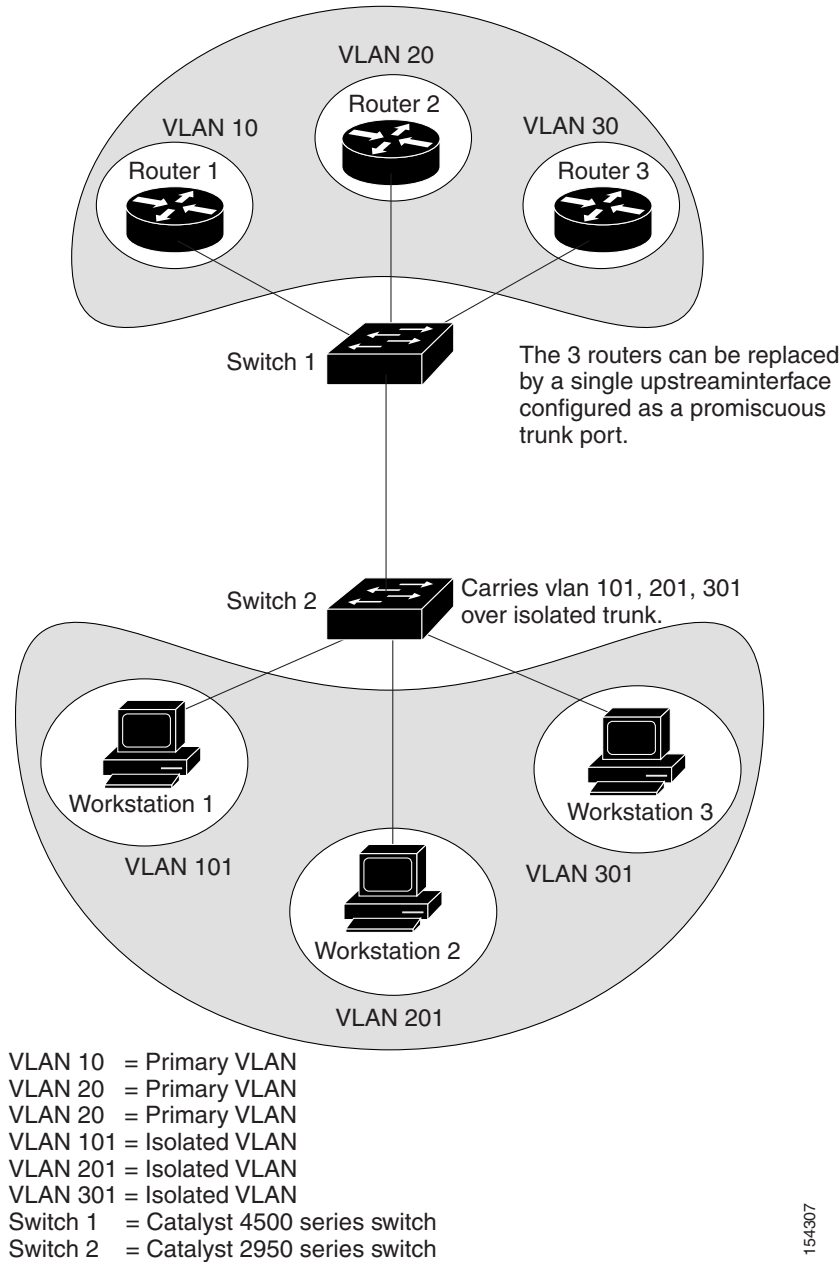 VLAN 20
Router 2
VLAN 10
VLAN 30
Router 1
Router 3
Switch 1
The 3 routers can be replaced
by a single upstreaminterface
configured as a promiscuous
trunk port.
Switch 2
Carries vlan 101, 201, 301
over isolated trunk.
Workstation 1
Workstation 3
VLAN 101
VLAN 301
Workstation 2
VLAN 201
VLAN 10 = Primary VLAN
VLAN 20 = Primary VLAN
VLAN 20 = Primary VLAN
VLAN 101 = Isolated VLAN
VLAN 201 = Isolated VLAN
VLAN 301 = Isolated VLAN
Switch 1 = Catalyst 4500 series switch
Switch 2 = Catalyst 2950 series switch
154307